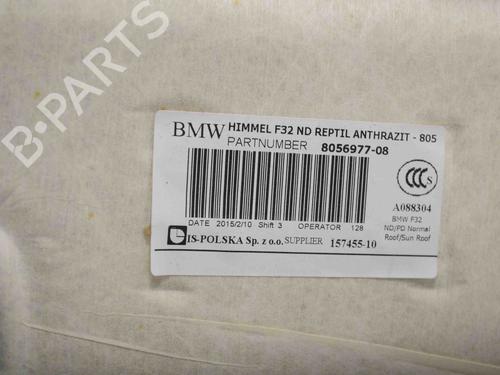 B-PARTS
BMW HIMMEL F32 ND REPTIL ANTHRAZIT - 805
PARTNUMBER 8056977-08
CCC S
A088304
DATE 2015/2/10 Shift 3 OPERATOR 128
BMW F32
ND/PD Normal
Roof/Sun Roof
IS-POLSKA Sp. z o.o. SUPPLIER 157455-10